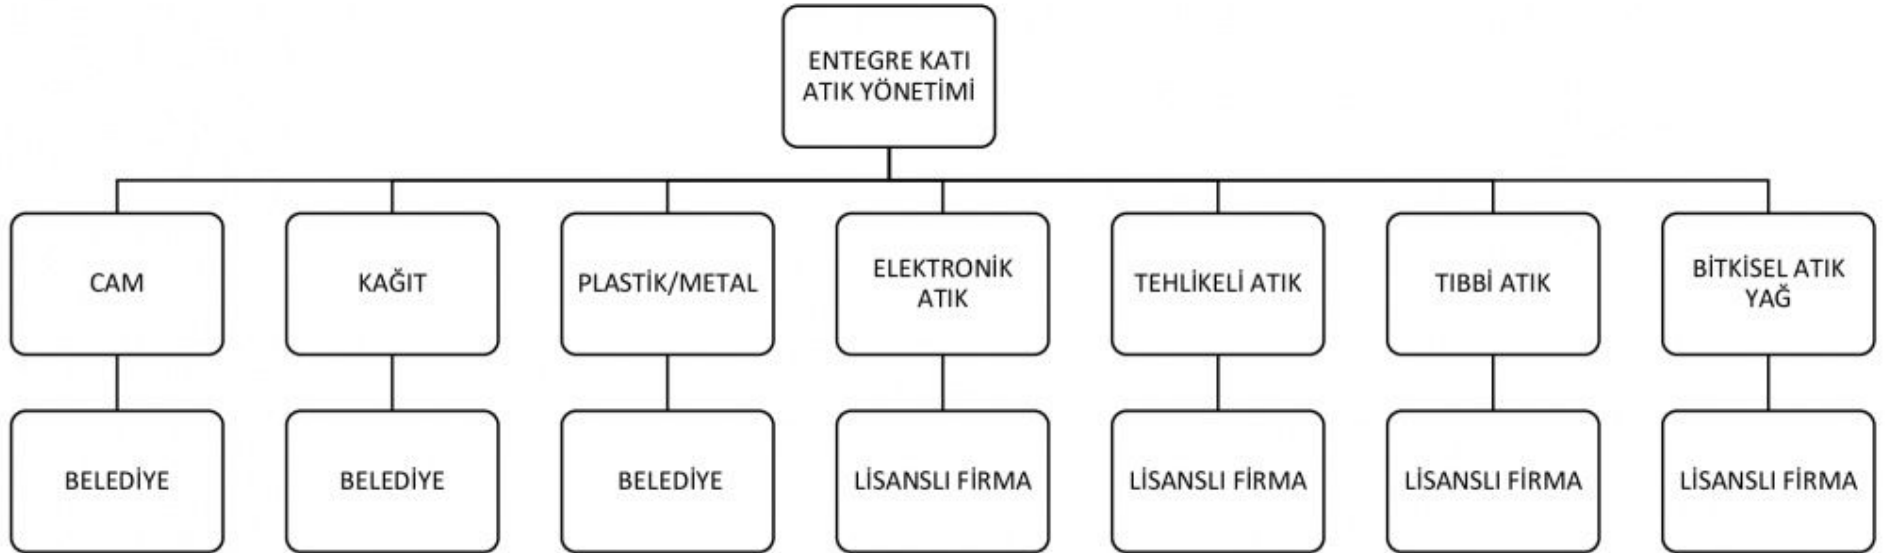 ENTEGRE KATI
ATIK YÖNETİMİ
CAM
KAĞIT
PLASTİK/METAL
ELEKTRONİK
ATIK
TEHLİKELİ ATIK
TIBBİ ATIK
BİTKİSEL ATIK
YAĞ
BELEDİYE
BELEDİYE
BELEDİYE
LİSANSLI FİRMA
LİSANSLI FİRMA
LİSANSLI FİRMA
LİSANSLI FİRMA